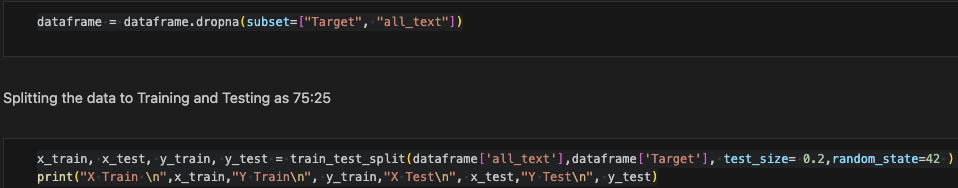 dataframe = dataframe.dropna(subset=["Target", "all_text"])
Splitting the data to Training and Testing as 75:25
x_train, x_test, y_train, y_test = train_test_split(dataframe['all_text'],dataframe['Target'], test_size= 0.2,random_state=42 )
print("X Train \n",x_train,"Y Train\n", y_train,"X Test\n", x_test,"Y Test\n", y_test)